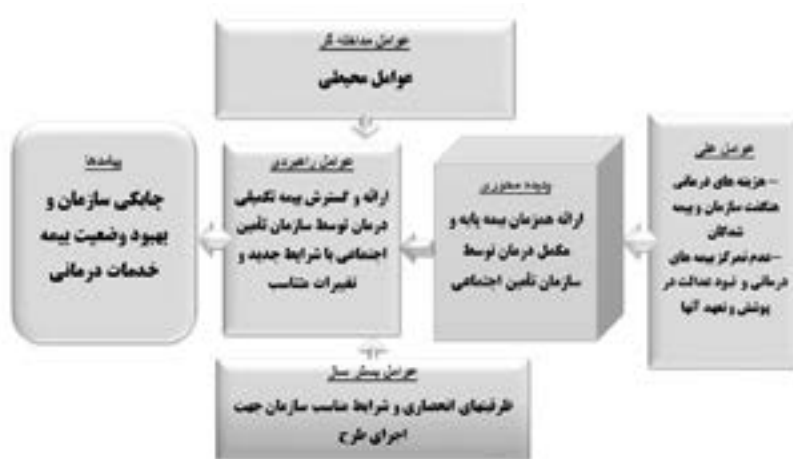 عوامل مداخله گر
عوامل محیطی
عوامل علی
– هزینه های درمانی
هنگفت سازمان و بیمه
شدگان
–عدم تمرکز بیمه های
درمانی و نبود عدالت در
پوشش و تعهد آنها
پدیده محوری
ارائه همزمان بیمه پایه و
مکمل درمان توسط
سازمان تأمین اجتماعی
عوامل راهبردی
ارائه و گسترش بیمه تکمیلی
درمان توسط سازمان تأمین
اجتماعی با شرایط جدید و
تغییرات متناسب
پیامدها
چابکی سازمان و
بهبود وضعیت بیمه
خدمات درمانی
عوامل بستر ساز
ظرفیتهای انحصاری و شرایط مناسب سازمان جهت
اجرای طرح